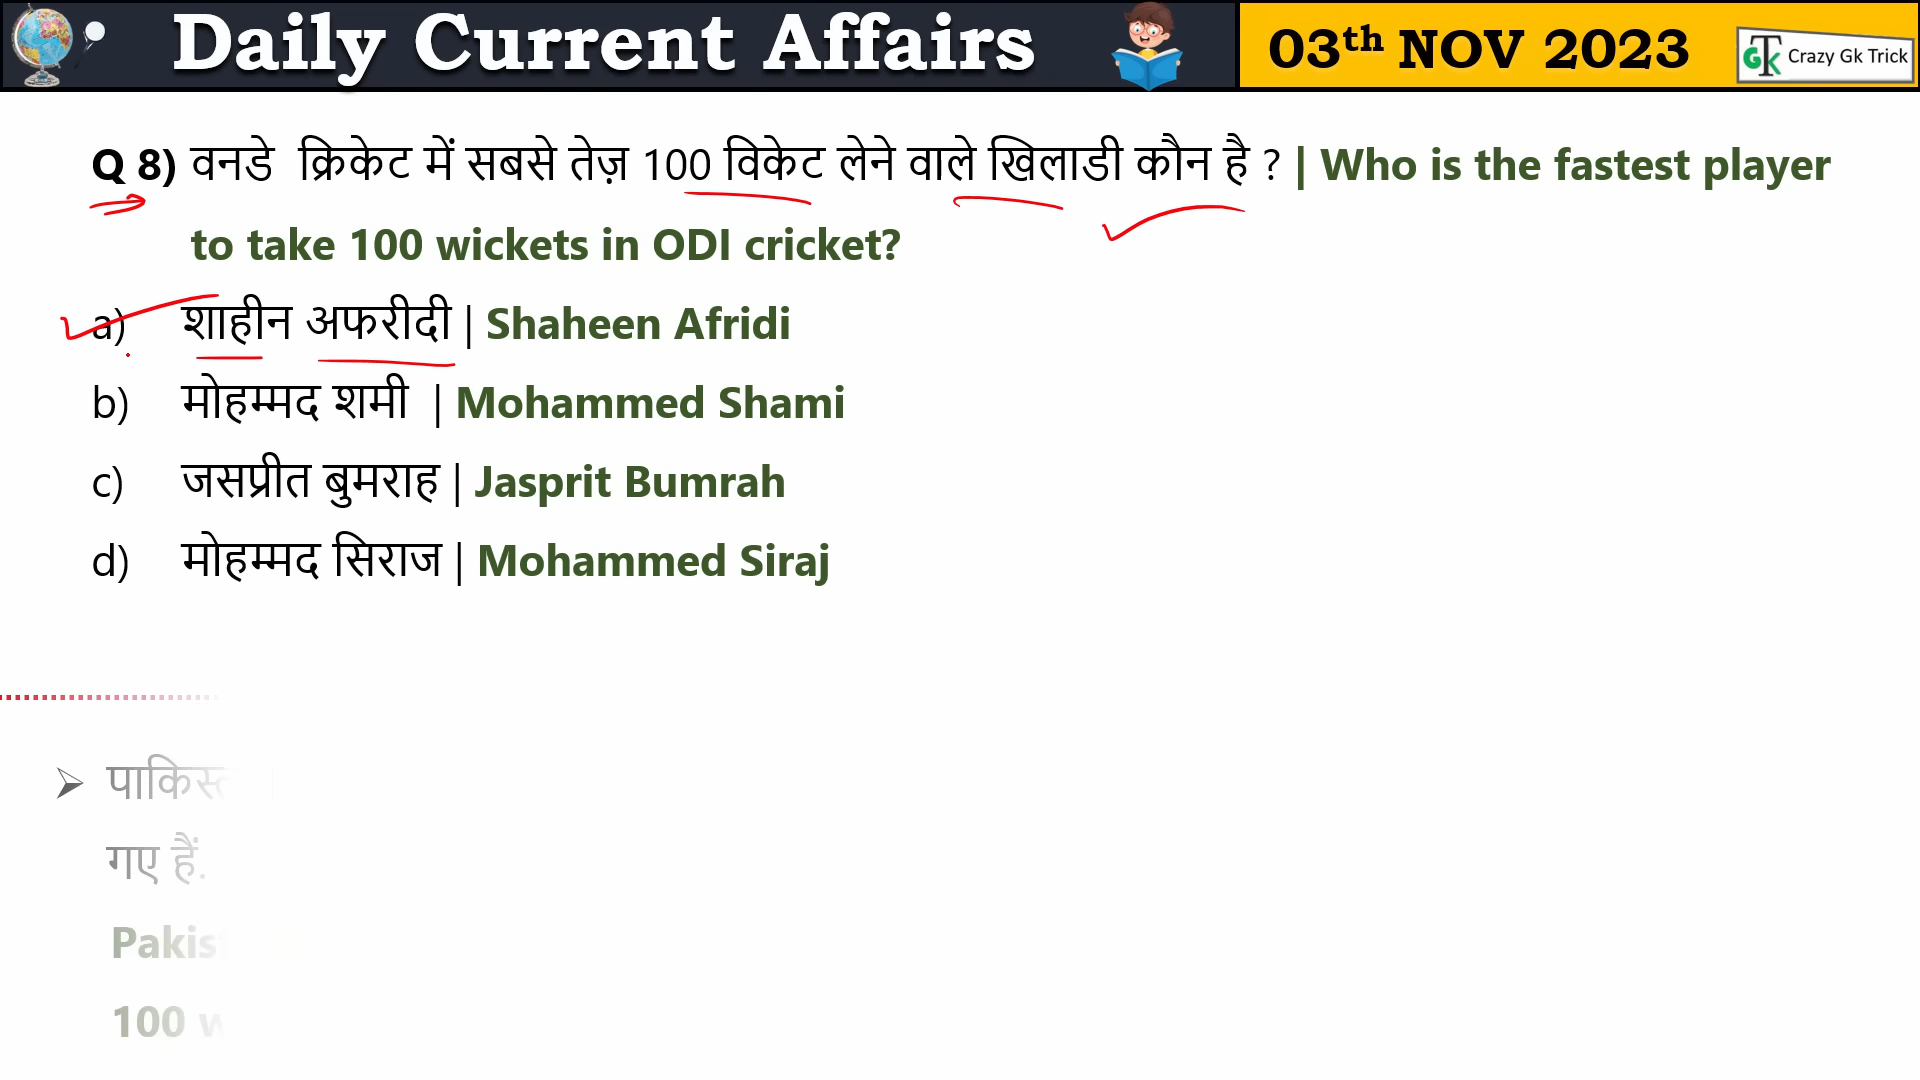 Daily Current Affairs
03th NOV 2023
GTK Crazy Gk Trick
Q 8) वनडे क्रिकेट में सबसे तेज़ 100 विकेट लेने वाले खिलाडी कौन है ? | Who is the fastest player
to take 100 wickets in ODI cricket?
a) शाहीन अफरीदी | Shaheen Afridi
b) मोहम्मद शमी | Mohammed Shami
c) जसप्रीत बुमराह | Jasprit Bumrah
d) मोहम्मद सिराज | Mohammed Siraj
गए हैं.
100